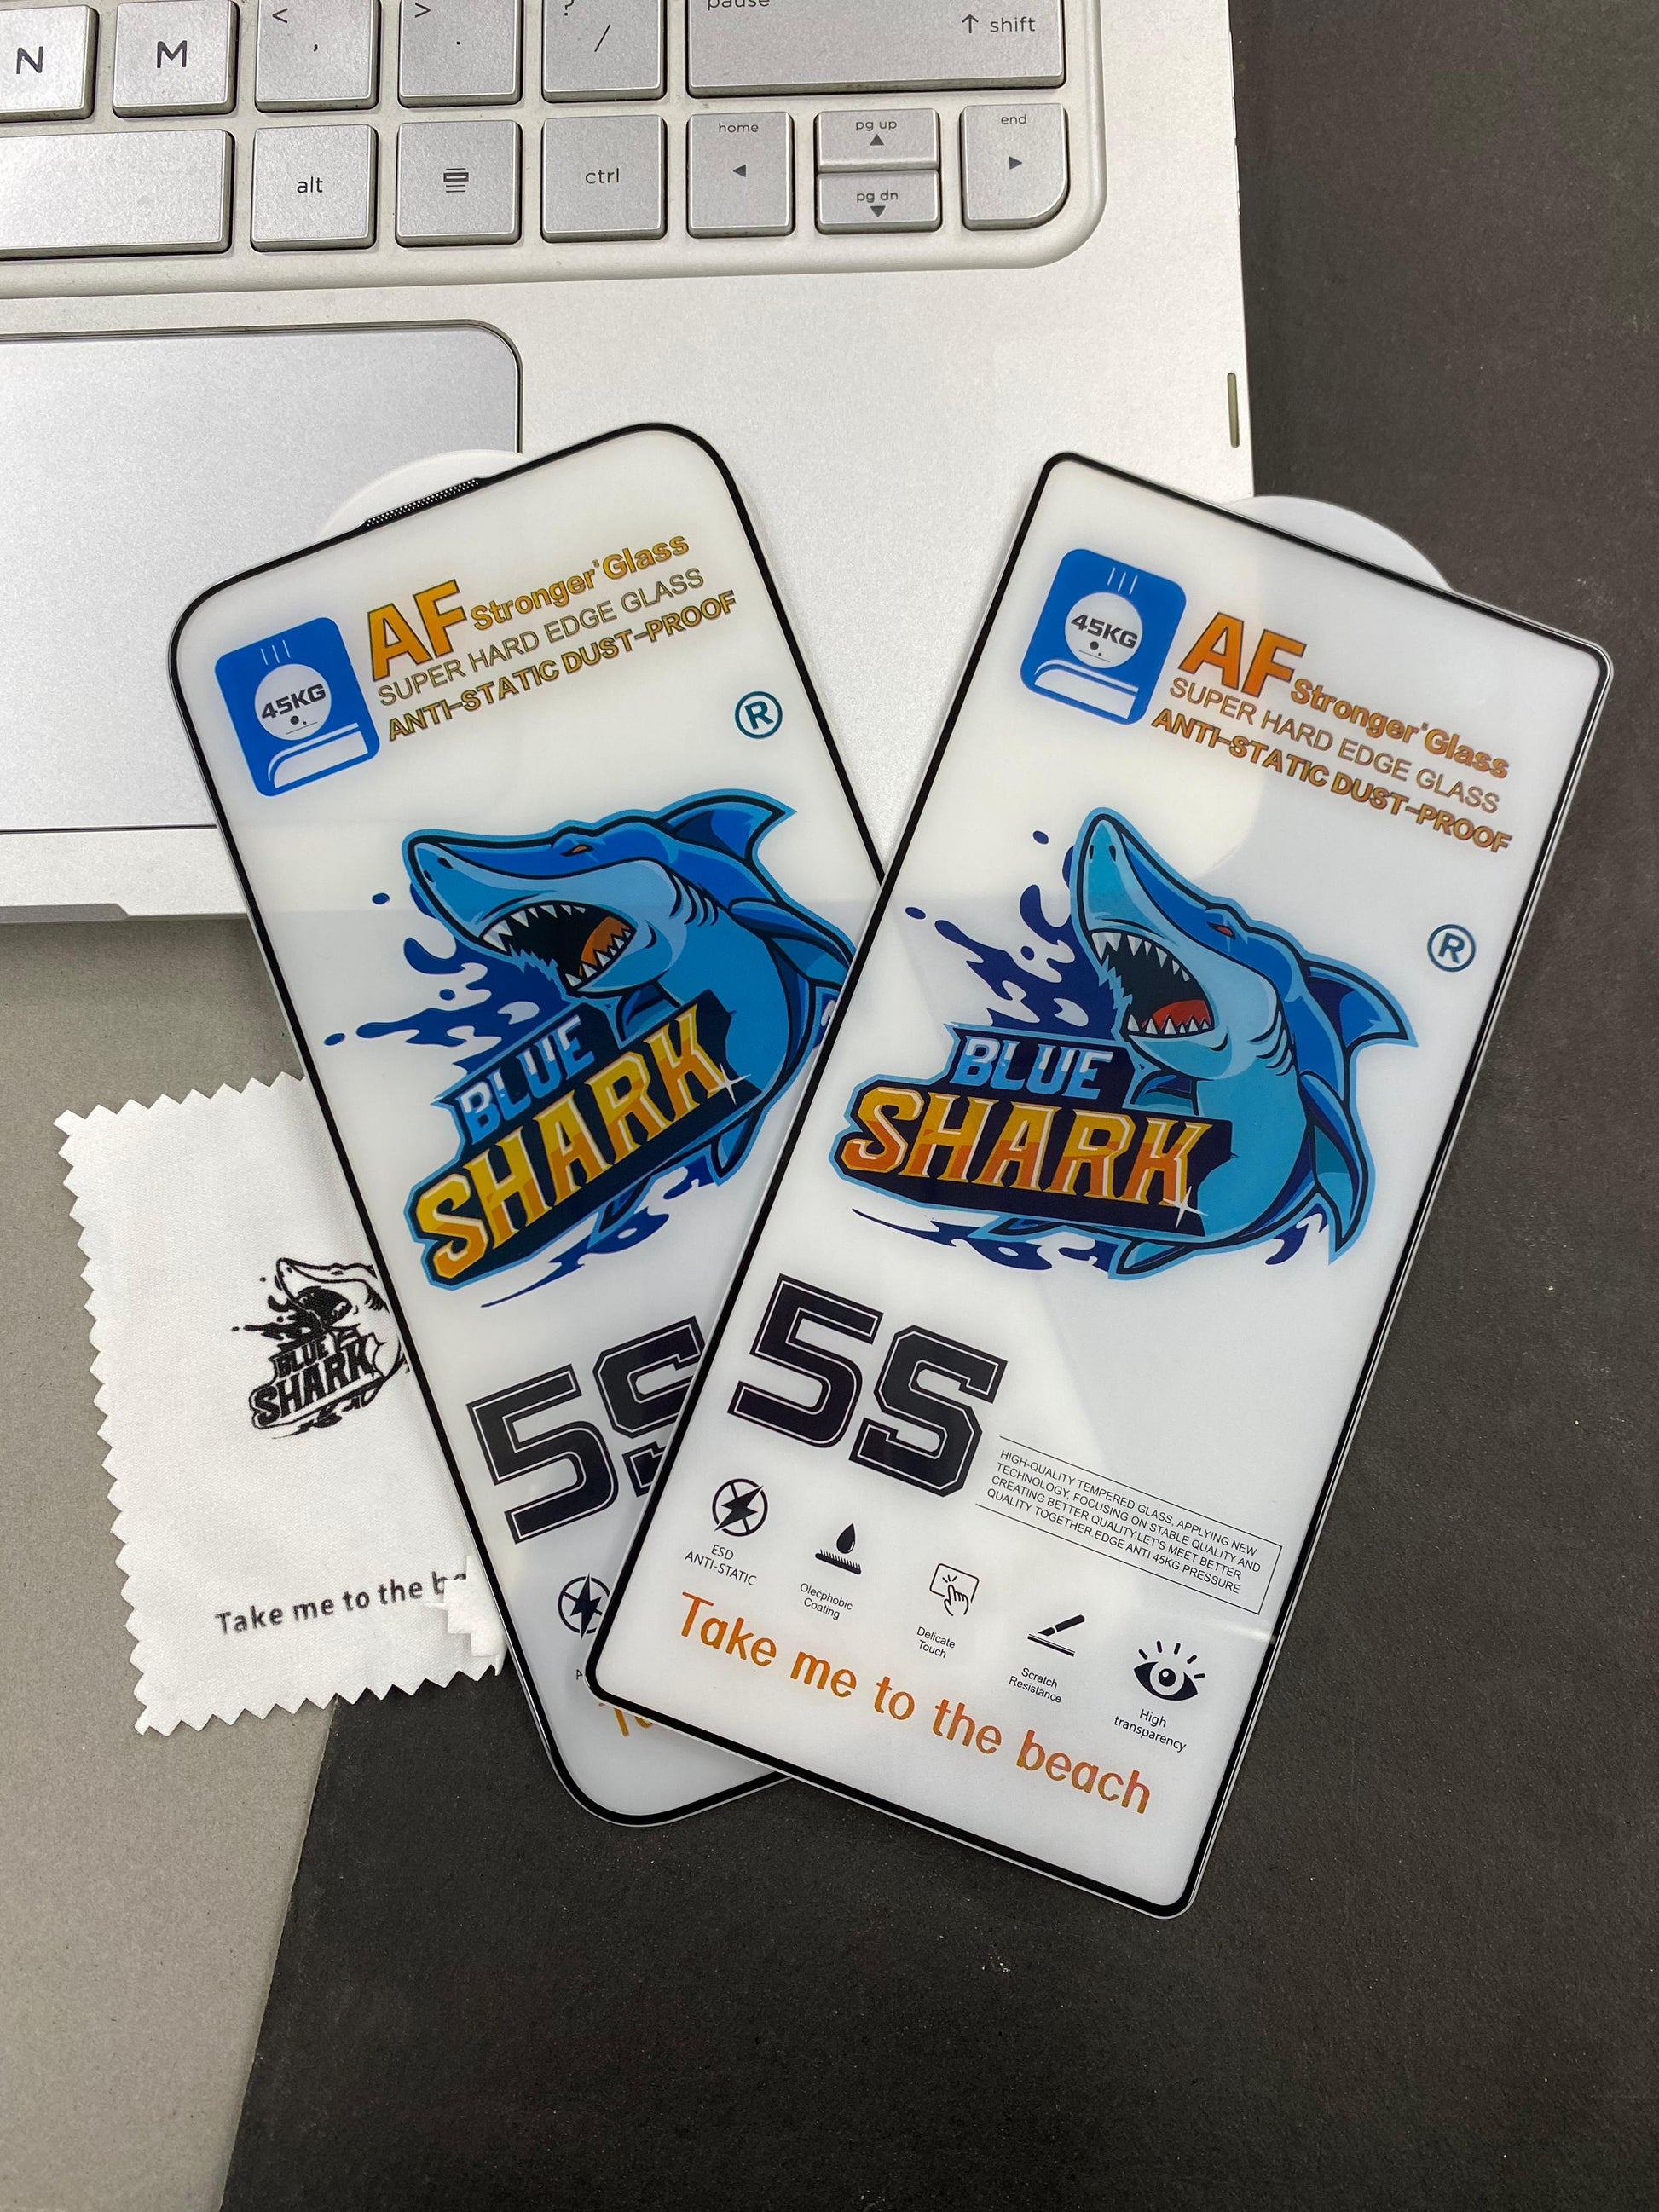 N
M
<
,
>
.
?
/
pause
↑ shift
alt
ctrl
home
pg up
pg dn
end
45KG
AF Stronger'Glass
SUPER HARD EDGE GLASS
ANTI-STATIC DUST-PROOF
®
BLUE
SHARK
5S
45KG
AF Stronger'Glass
SUPER HARD EDGE GLASS
ANTI-STATIC DUST-PROOF
®
BLUE
SHARK
5S
HIGH-QUALITY TEMPERED GLASS, APPLYING NEW
TECHNOLOGY, FOCUSING ON STABLE QUALITY AND
CREATING BETTER QUALITY.LET'S MEET BETTER
QUALITY TOGETHER.EDGE ANTI 45KG PRESSURE
ESD
ANTI-STATIC
Olecphobic
Coating
Delicate
Touch
Scratch
Resistance
High
transparency
Take me to the beach
BLUE
SHARK
Take me to the